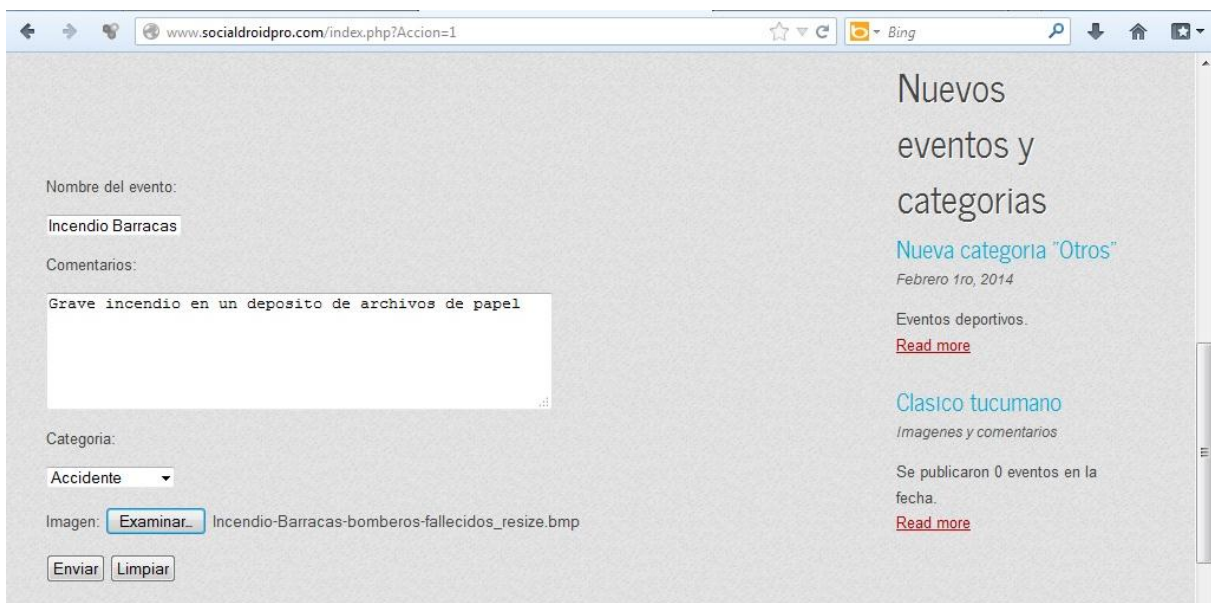 www.socialdroidpro.com/index.php?Accion=1
Bing
Nombre del evento:
Incendio Barracas
Comentarios:
Grave incendio en un deposito de archivos de papel
Categoria:
Accidente
Imagen: Examinar... Incendio-Barracas-bomberos-fallecidos_resize.bmp
Enviar Limpiar
Nuevos
eventos y
categorias
Nueva categoria "Otros"
Febrero 1ro, 2014
Eventos deportivos.
Read more
Clasico tucumano
Imagenes y comentarios
Se publicaron 0 eventos en la
fecha.
Read more